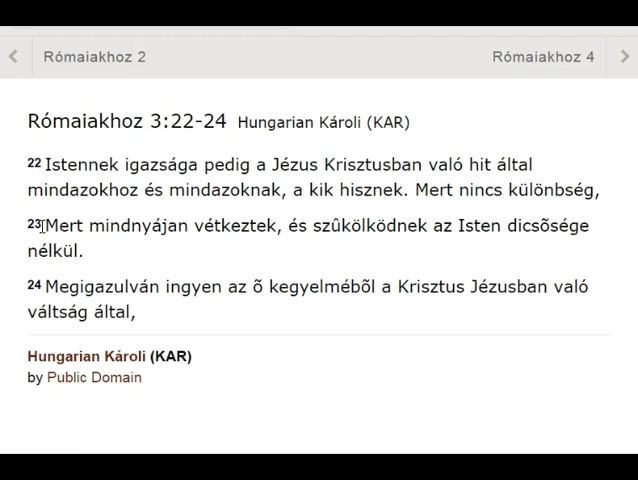 Rómaiakhoz 2
Rómaiakhoz 4
Rómaiakhoz 3:22-24 Hungarian Károli (KAR)
22 Istennek igazsága pedig a Jézus Krisztusban való hit által
mindazokhoz és mindazoknak, a kik hisznek. Mert nincs különbség,
23 Mert mindnyájan vétkeztek, és szûkölködnek az Isten dicsõsége
nélkül.
24 Megigazulván ingyen az õ kegyelmébõl a Krisztus Jézusban való
váltság által,
Hungarian Károli (KAR)
by Public Domain